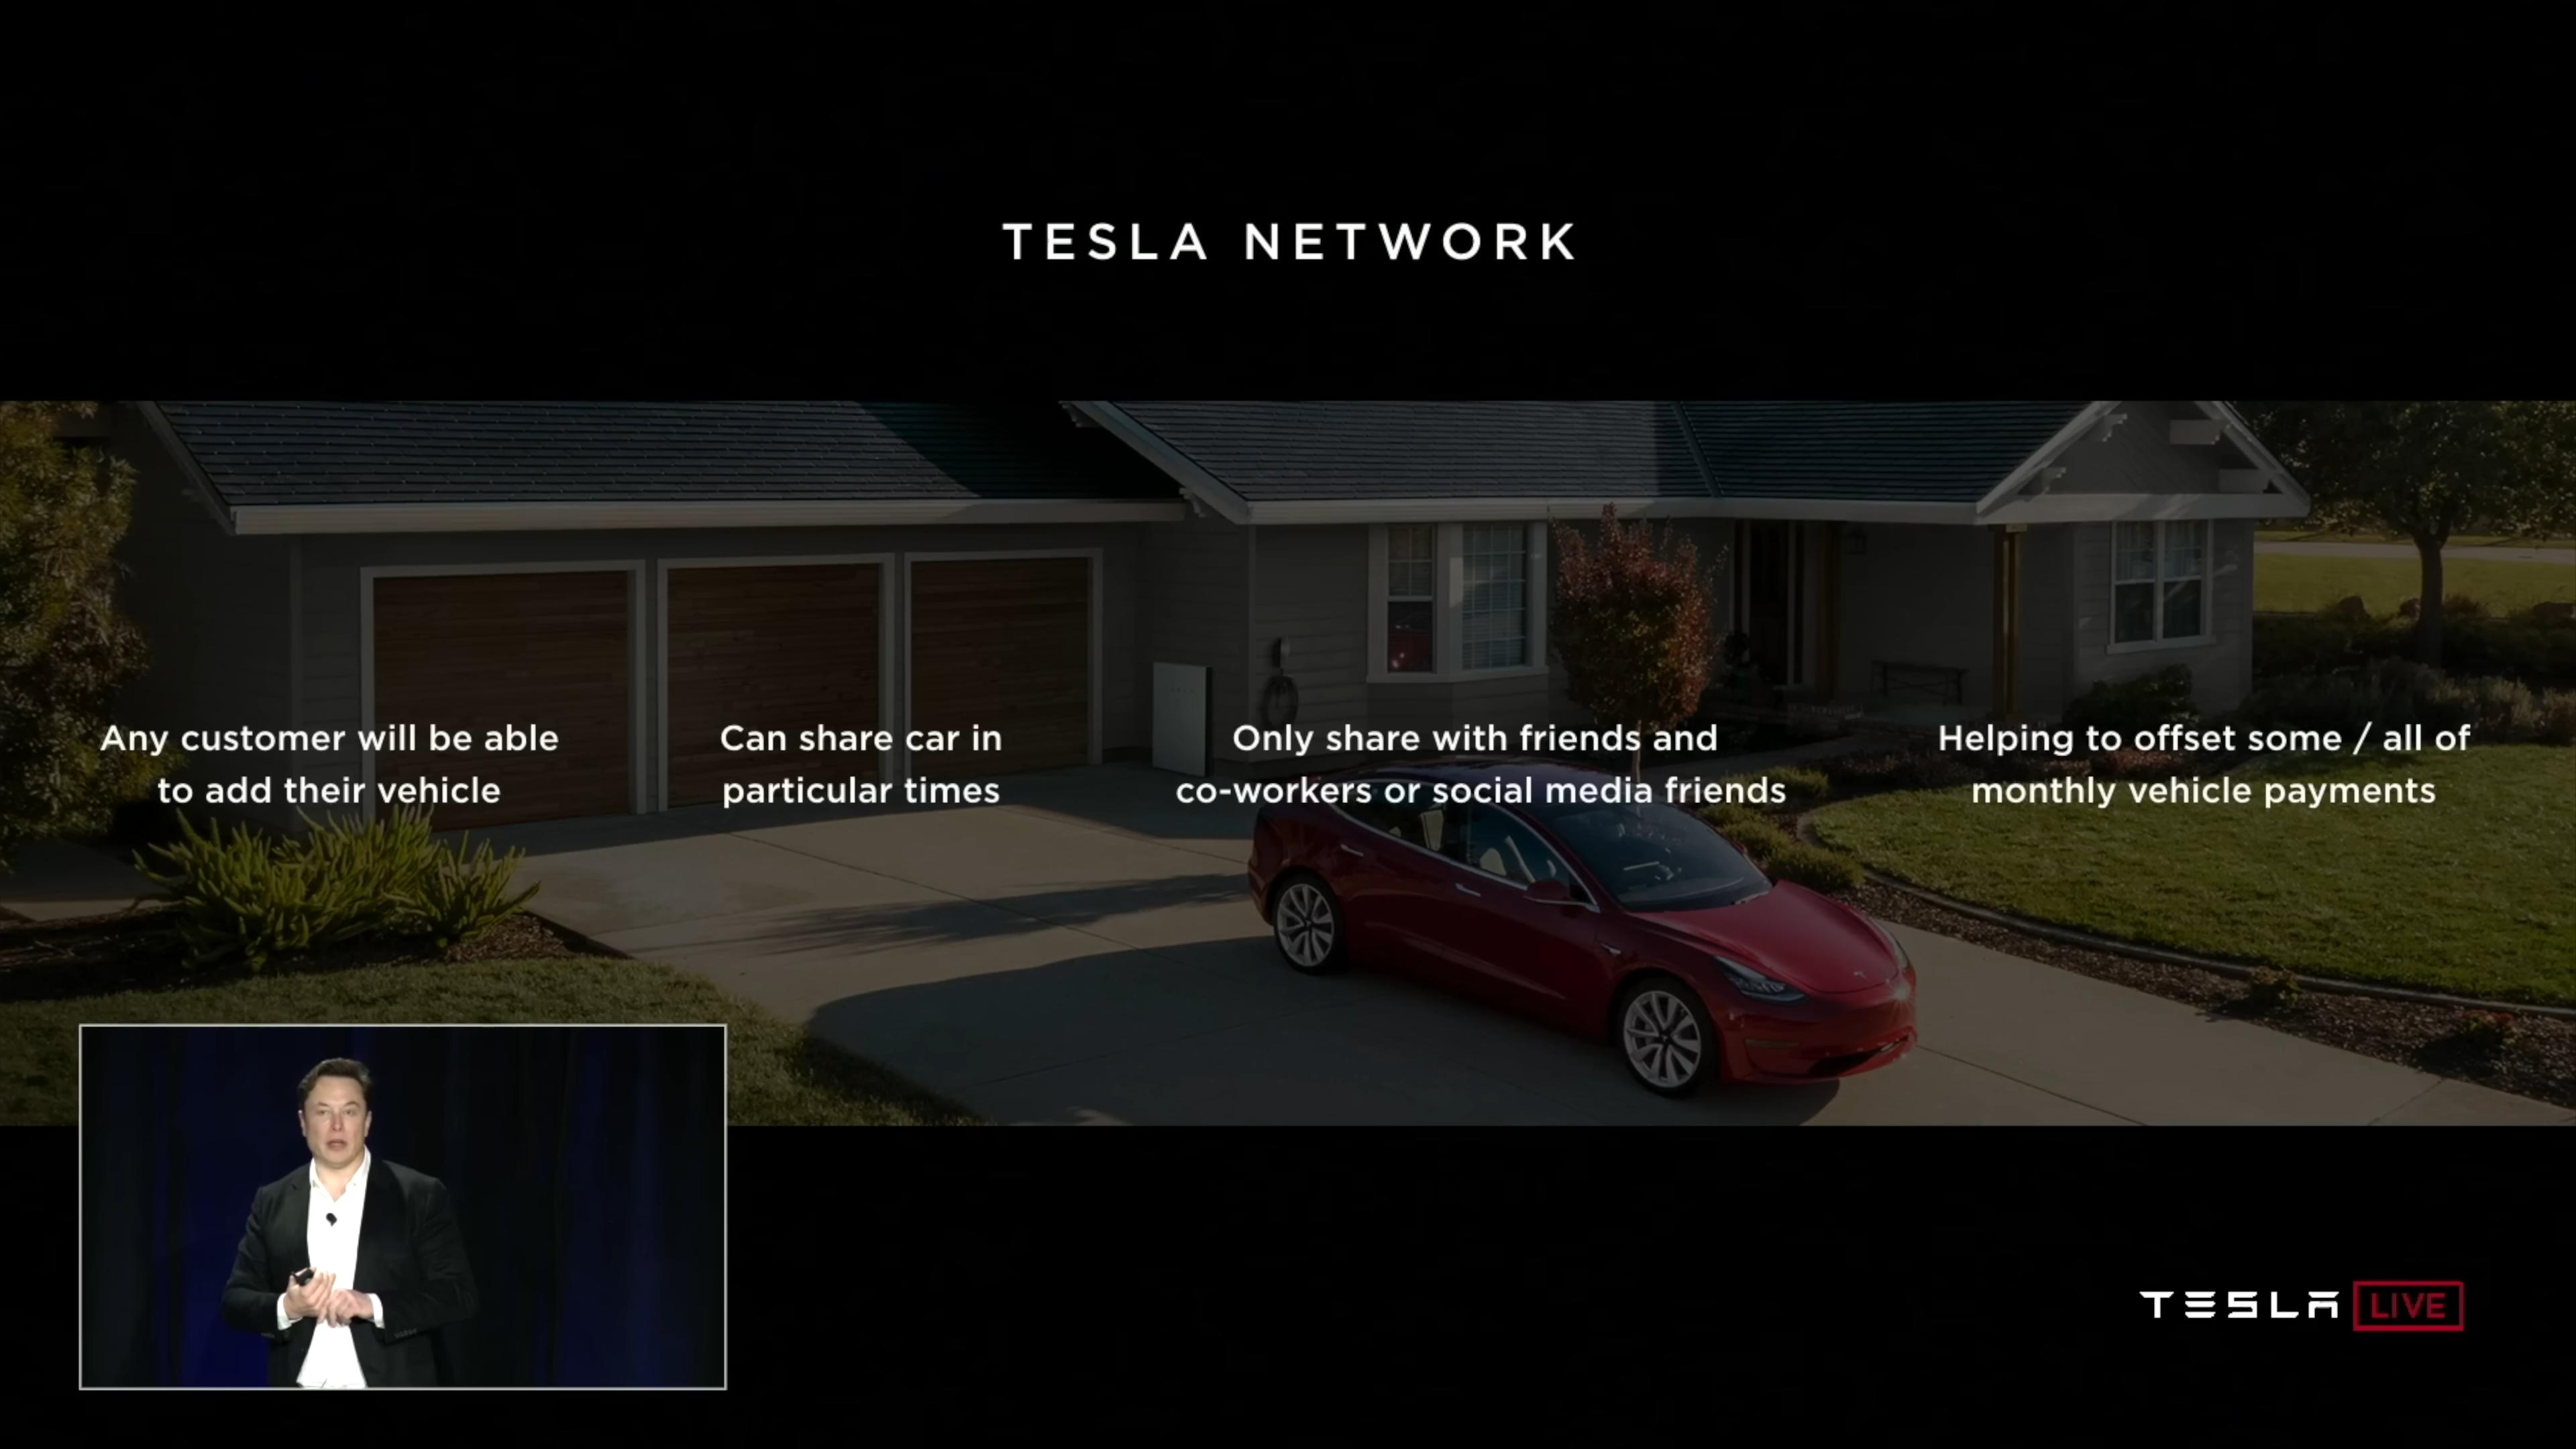 TESLA NETWORK
Any customer will be able
to add their vehicle
Can share car in
particular times
Only share with friends and
co-workers or social media friends
Helping to offset some / all of
monthly vehicle payments
TESLA LIVE